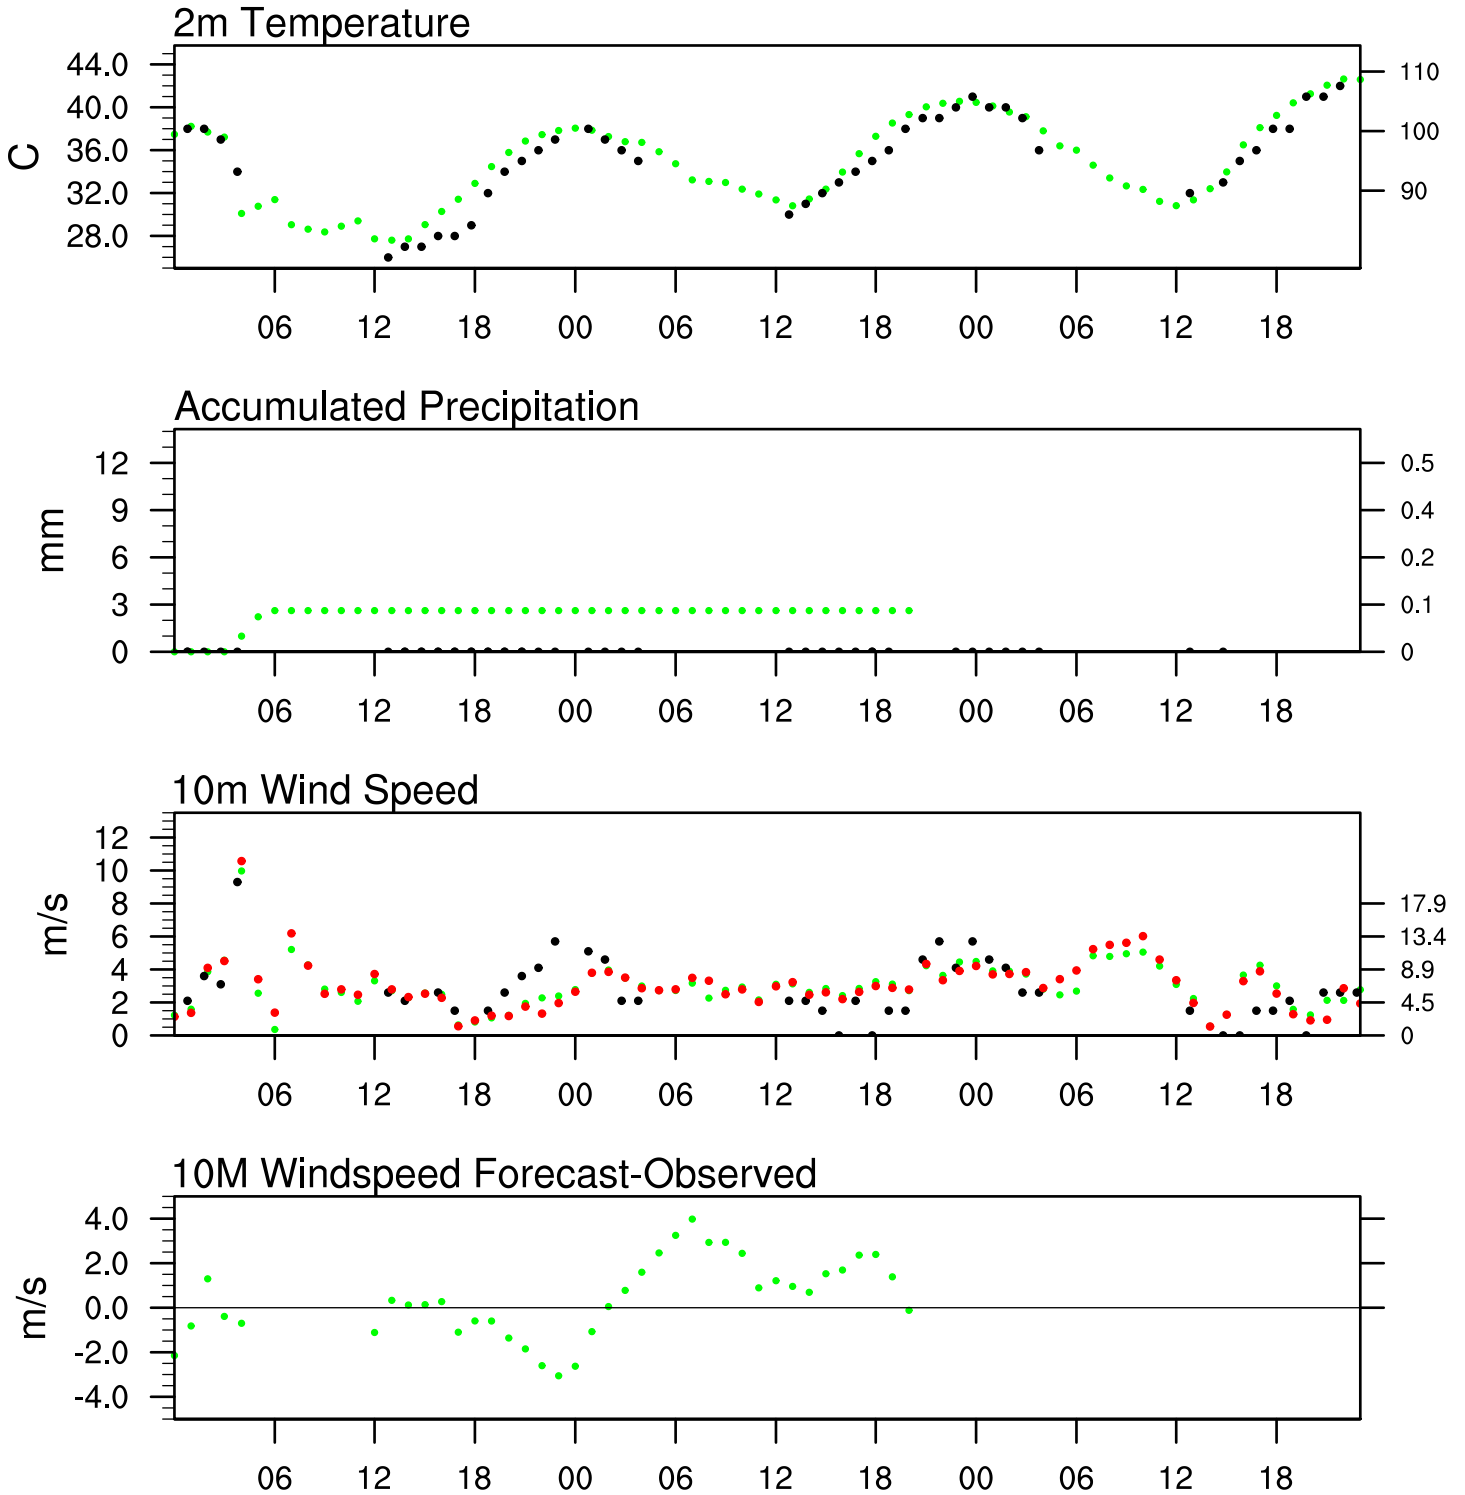 2m Temperature
44.0
110
40.0
100
36.0
C
32.0
90
28.0
06 12 18 00 06 12 18 00 06 12 18
Accumulated Precipitation
12
0.5
9
0.4
mm
6
0.2
3
0.1
0
0
06 12 18 00 06 12 18 00 06 12 18
10m Wind Speed
12
10
8
17.9
m/s
6
13.4
4
8.9
2
4.5
0
0
06 12 18 00 06 12 18 00 06 12 18
10M Windspeed Forecast-Observed
4.0
2.0
m/s
0.0
-2.0
-4.0
06 12 18 00 06 12 18 00 06 12 18